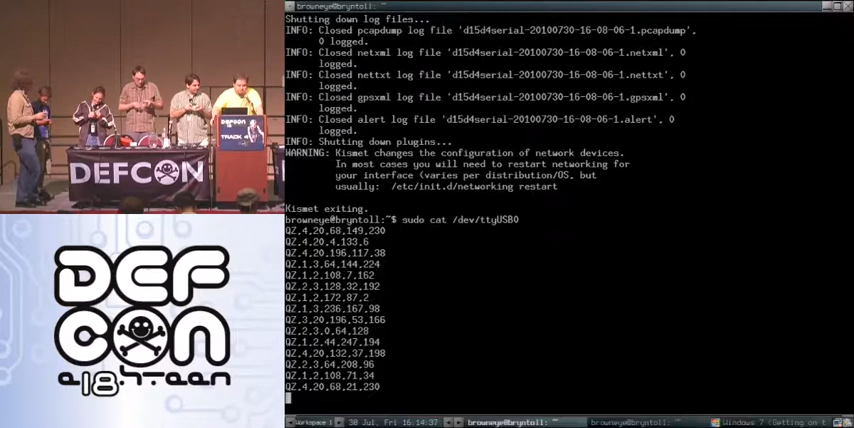 browneye@bryntoll: ~
Shutting down log files...
INFO: Closed pcapdump log file 'd15d4serial-20100730-16-08-06-1.pcapdump',
0 logged.
INFO: Closed netxml log file 'd15d4serial-20100730-16-08-06-1.netxml', 0
logged.
INFO: Closed nettxt log file 'd15d4serial-20100730-16-08-06-1.nettxt', 0
logged.
INFO: Closed gpsxml log file 'd15d4serial-20100730-16-08-06-1.gpsxml', 0
logged.
INFO: Closed alert log file 'd15d4serial-20100730-16-08-06-1.alert', 0
logged.
INFO: Shutting down plugins...
WARNING: Kismet changes the configuration of network devices.
In most cases you will need to restart networking for
your interface (varies per distribution/OS, but
usually: /etc/init.d/networking restart
Kismet exiting.
browneye@bryntoll:~$ sudo cat /dev/ttyUSB0
QZ,4,20,68,149,230
QZ,4,20,4,133,6
QZ,4,20,196,117,38
QZ,1,3,64,144,224
QZ,1,2,108,7,162
QZ,2,3,128,32,192
QZ,1,2,172,87,2
QZ,1,3,236,167,98
QZ,3,20,196,53,166
QZ,2,3,0,64,128
QZ,1,2,44,247,194
QZ,4,20,132,37,198
QZ,2,3,64,208,96
QZ,1,2,108,71,34
QZ,4,20,68,21,230
Workspace 1
30 Jul, Fri 16:14:37
browneye@bryntoll: ~
browneye@bryntoll: ~
Windows 7 (Getting on t
DEFCON
TRACK
DEFCON
DEF
CON
e18hteen